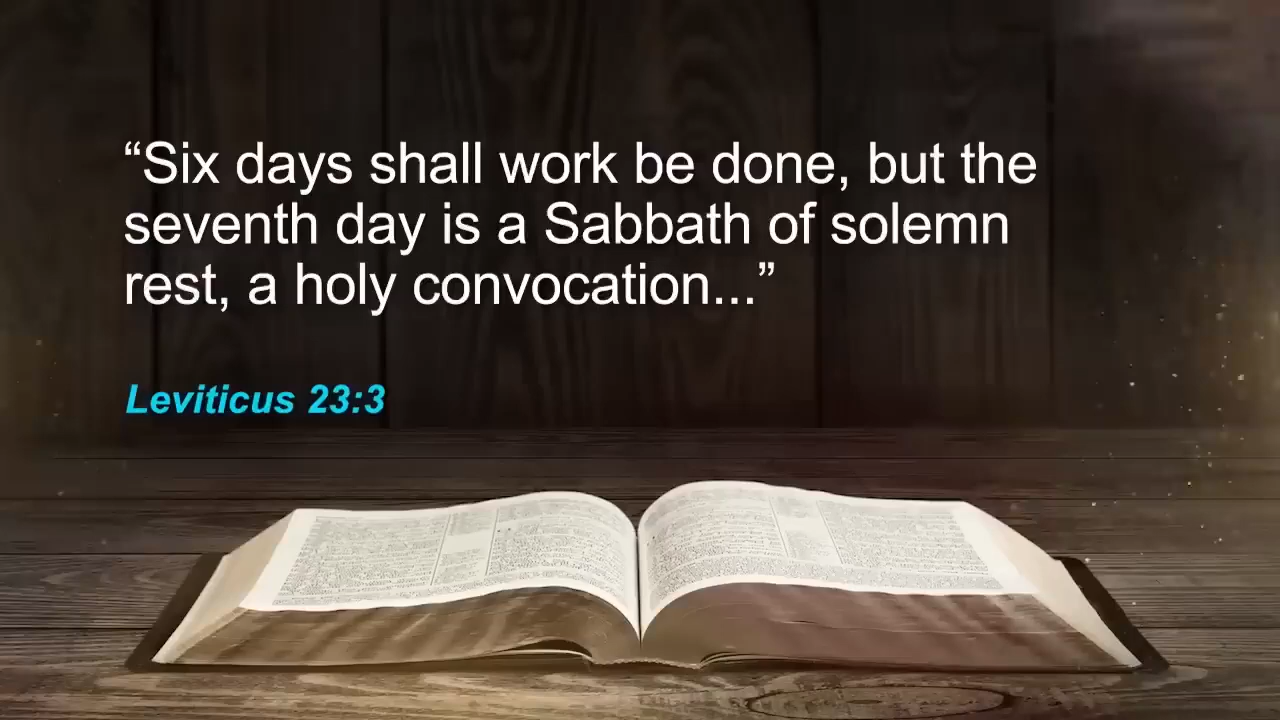 “Six days shall work be done, but the
seventh day is a Sabbath of solemn
rest, a holy convocation...”
Leviticus 23:3